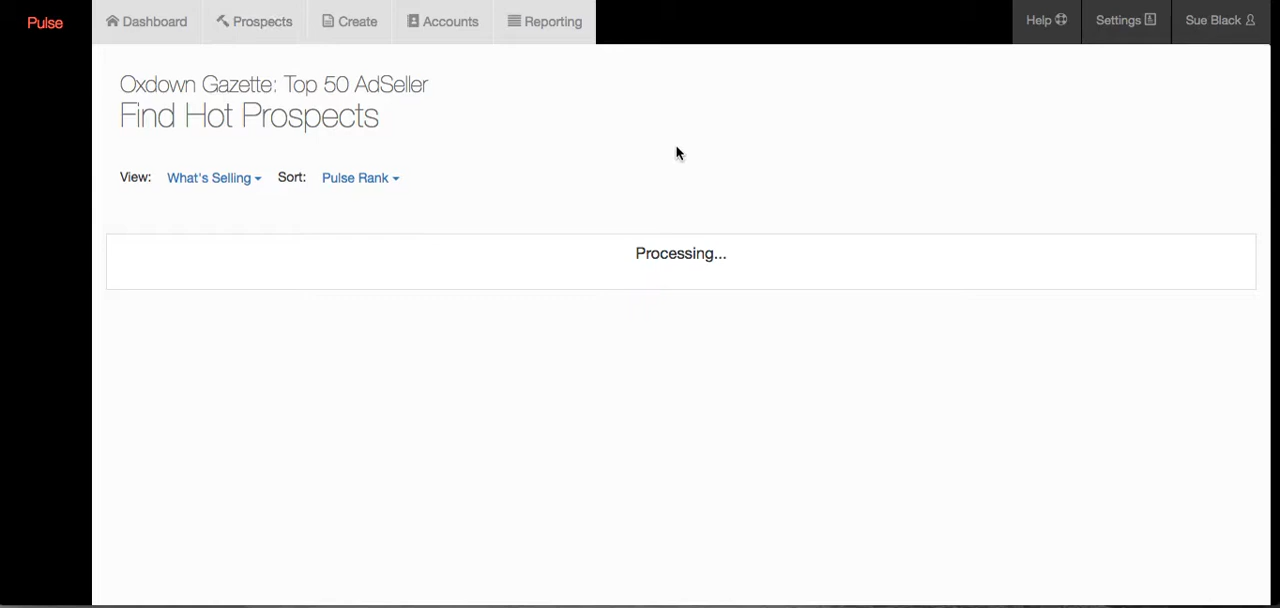 Pulse
Dashboard Prospects Create Accounts Reporting Help Settings Sue Black
Oxdown Gazette: Top 50 AdSeller
Find Hot Prospects
View: What's Selling Sort: Pulse Rank
Processing...